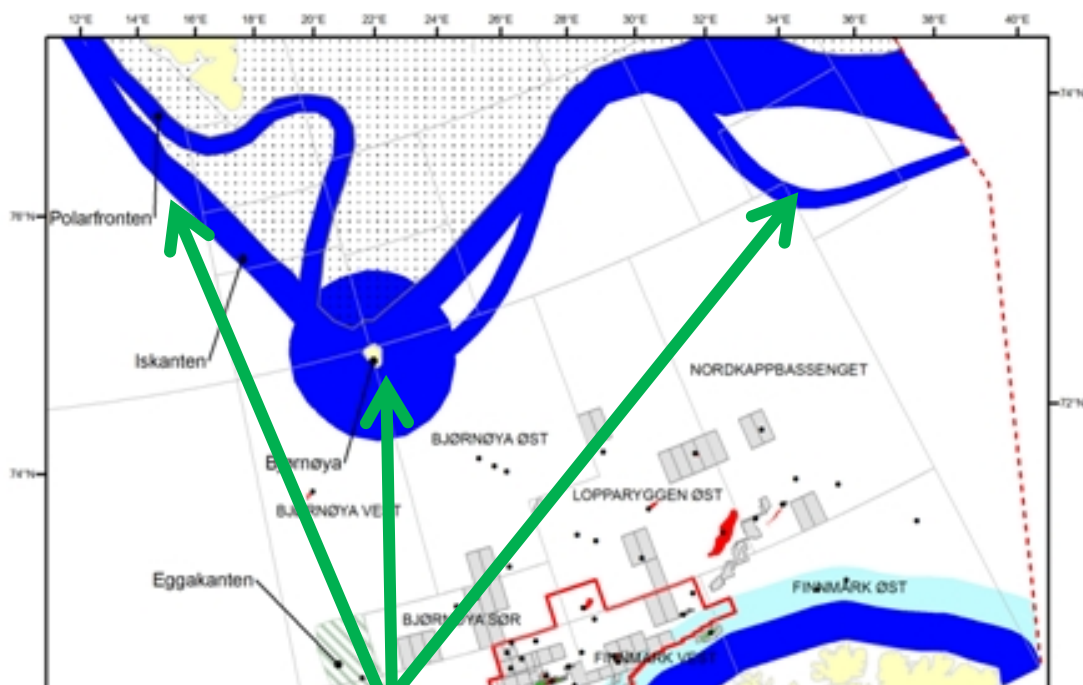 12°E 14°E 16°E 18°E 20°E 22°E 24°E 26°E 28°E 30°E 32°E 34°E 36°E 38°E 40°E
74°N
76°N
Polarfronten
Iskanten
NORDKAPPBASSENGET
72°N
BJØRNØYA ØST
Bjørnøya
74°N
LOPPARYGGEN ØST
BJØRNØYA VEST
Eggakanten
FINNMARK ØST
BJØRNØYA SØR
FINNMARK VEST